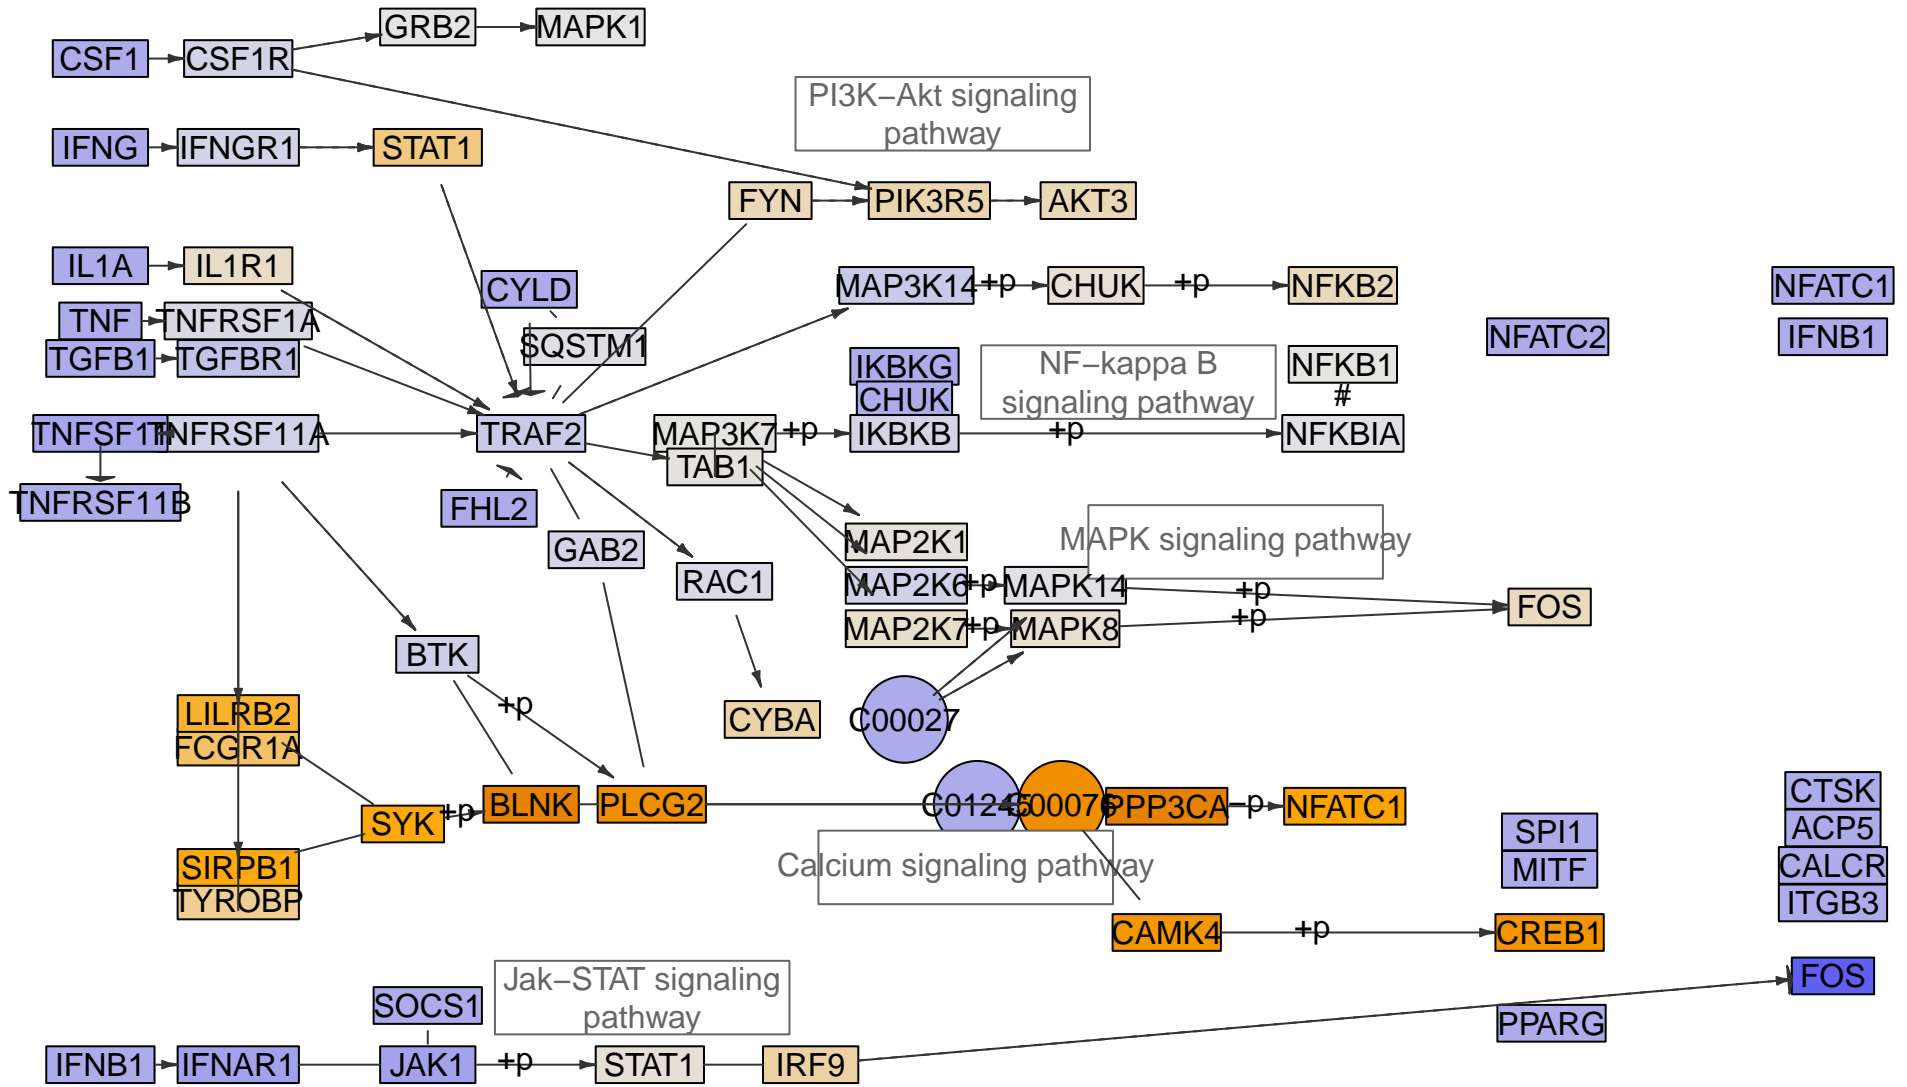 GRB2
MAPK1
CSF1
CSF1R
PI3K–Akt signaling
pathway
IFNG
IFNGR1
STAT1
FYN
PIK3R5
AKT3
IL1A
IL1R1
CYLD
MAP3K14
+p
CHUK
+p
NFKB2
NFATC1
TNF
TNFRSF1A
SQSTM1
NFATC2
IFNB1
TGFB1
TGFBR1
IKBKG
NF–kappa B
signaling pathway
NFKB1
#
CHUK
TNFSF11
TNFRSF11A
TRAF2
MAP3K7
+p
IKBKB
+p
NFKBIA
TAB1
TNFRSF11B
FHL2
GAB2
MAP2K1
MAPK signaling pathway
RAC1
MAP2K6
+p
MAPK14
+p
FOS
MAP2K7
+p
MAPK8
+p
BTK
+p
LILRB2
FCGR1A
CYBA
C00027
SYK
+p
BLNK
PLCG2
C01245
C00076
PPP3CA
–p
NFATC1
CTSK
SPI1
ACP5
SIRPB1
TYROBP
Calcium signaling pathway
MITF
CALCR
ITGB3
CAMK4
+p
CREB1
SOCS1
Jak–STAT signaling
pathway
FOS
PPARG
IFNB1
IFNAR1
JAK1
+p
STAT1
IRF9